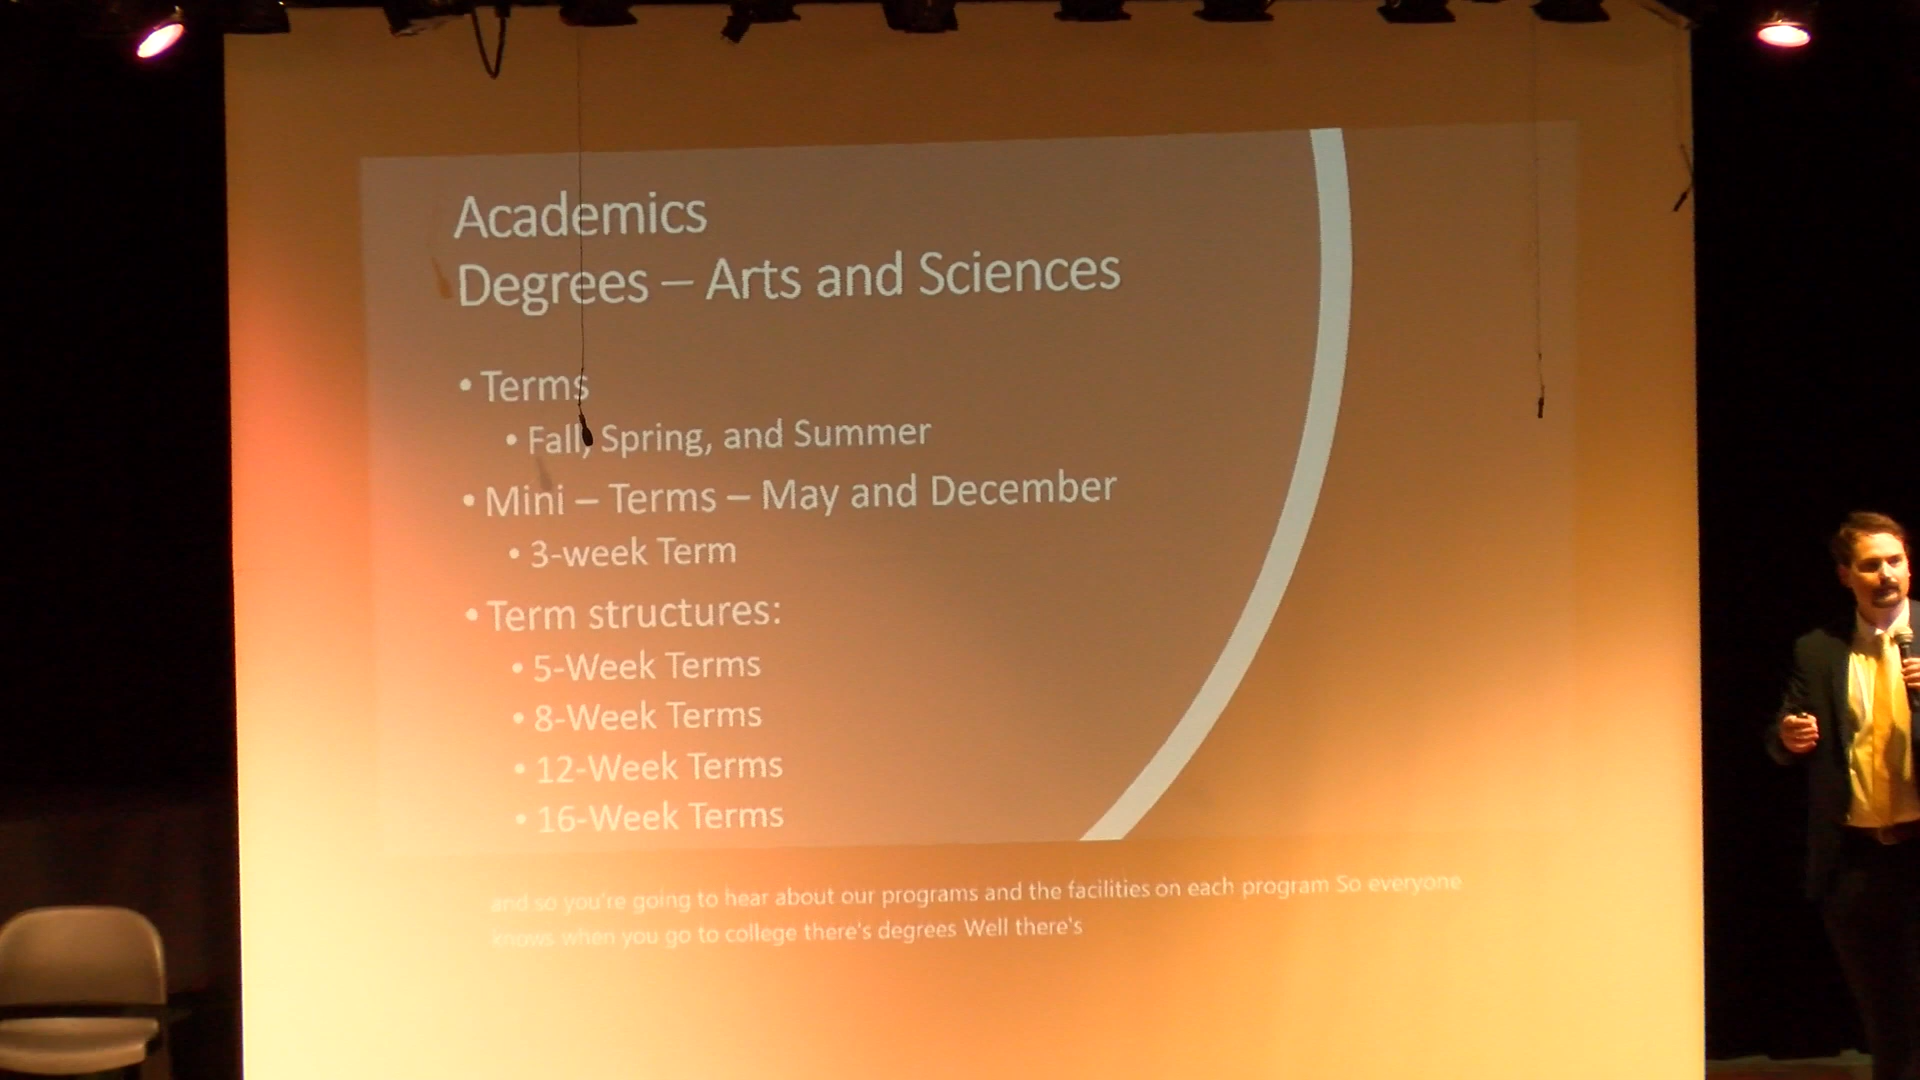 Academics
Degrees – Arts and Sciences
• Terms
• Fall, Spring, and Summer
• Mini – Terms – May and December
• 3-week Term
• Term structures:
• 5-Week Terms
• 8-Week Terms
• 12-Week Terms
• 16-Week Terms
and so you're going to hear about our programs and the facilities on each program So everyone
knows when you go to college there's degrees Well there's